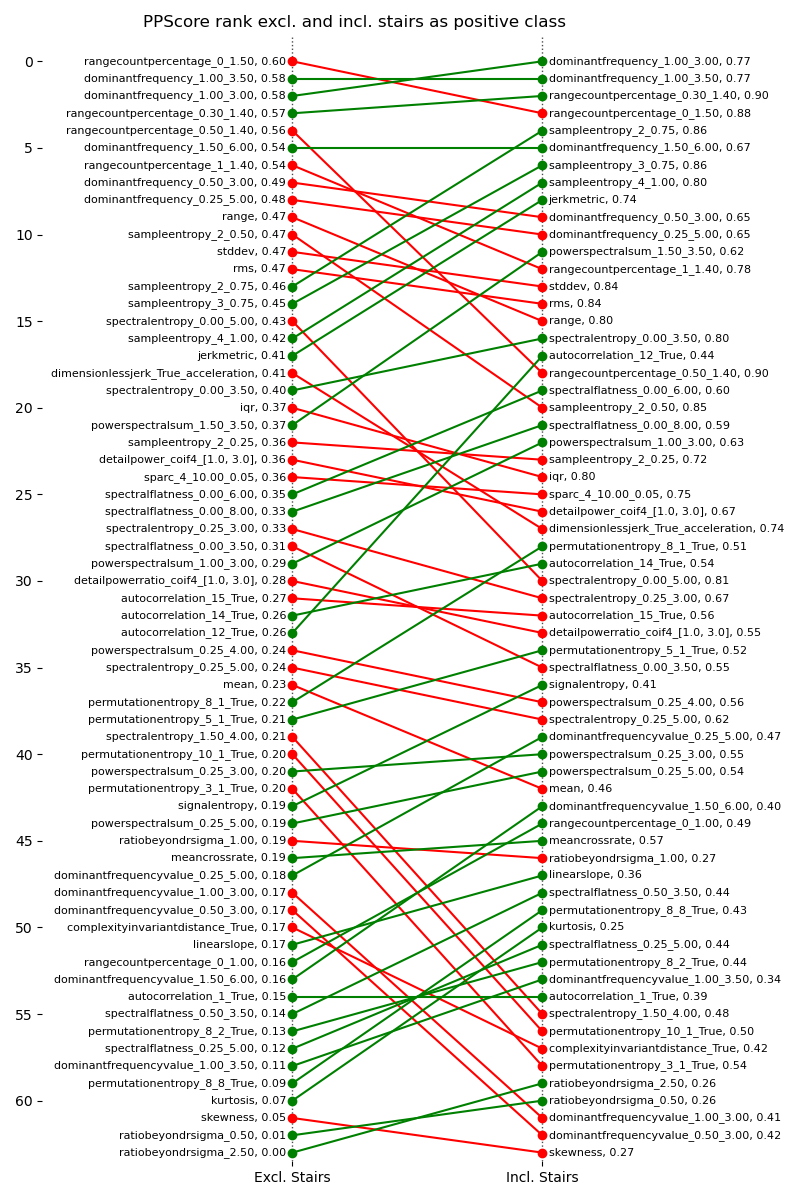 PPScore rank excl. and incl. stairs as positive class
0
rangecountpercentage_0_1.50, 0.60
dominantfrequency_1.00_3.00, 0.77
dominantfrequency_1.00_3.50, 0.58
dominantfrequency_1.00_3.50, 0.77
dominantfrequency_1.00_3.00, 0.58
rangecountpercentage_0.30_1.40, 0.90
rangecountpercentage_0.30_1.40, 0.57
rangecountpercentage_0_1.50, 0.88
rangecountpercentage_0.50_1.40, 0.56
sampleentropy_2_0.75, 0.86
5
dominantfrequency_1.50_6.00, 0.54
dominantfrequency_1.50_6.00, 0.67
rangecountpercentage_1_1.40, 0.54
sampleentropy_3_0.75, 0.86
dominantfrequency_0.50_3.00, 0.49
sampleentropy_4_1.00, 0.80
dominantfrequency_0.25_5.00, 0.48
jerkmetric, 0.74
range, 0.47
dominantfrequency_0.50_3.00, 0.65
10
sampleentropy_2_0.50, 0.47
dominantfrequency_0.25_5.00, 0.65
stddev, 0.47
powerspectralsum_1.50_3.50, 0.62
rms, 0.47
rangecountpercentage_1_1.40, 0.78
sampleentropy_2_0.75, 0.46
stddev, 0.84
sampleentropy_3_0.75, 0.45
rms, 0.84
15
spectralentropy_0.00_5.00, 0.43
range, 0.80
sampleentropy_4_1.00, 0.42
spectralentropy_0.00_3.50, 0.80
jerkmetric, 0.41
autocorrelation_12_True, 0.44
dimensionlessjerk_True_acceleration, 0.41
rangecountpercentage_0.50_1.40, 0.90
spectralentropy_0.00_3.50, 0.40
spectralflatness_0.00_6.00, 0.60
20
iqr, 0.37
sampleentropy_2_0.50, 0.85
powerspectralsum_1.50_3.50, 0.37
spectralflatness_0.00_8.00, 0.59
sampleentropy_2_0.25, 0.36
powerspectralsum_1.00_3.00, 0.63
detailpower_coif4_[1.0, 3.0], 0.36
sampleentropy_2_0.25, 0.72
sparc_4_10.00_0.05, 0.36
iqr, 0.80
25
spectralflatness_0.00_6.00, 0.35
sparc_4_10.00_0.05, 0.75
spectralflatness_0.00_8.00, 0.33
detailpower_coif4_[1.0, 3.0], 0.67
spectralentropy_0.25_3.00, 0.33
dimensionlessjerk_True_acceleration, 0.74
spectralflatness_0.00_3.50, 0.31
permutationentropy_8_1_True, 0.51
powerspectralsum_1.00_3.00, 0.29
autocorrelation_14_True, 0.54
30
detailpowerratio_coif4_[1.0, 3.0], 0.28
spectralentropy_0.00_5.00, 0.81
autocorrelation_15_True, 0.27
spectralentropy_0.25_3.00, 0.67
autocorrelation_14_True, 0.26
autocorrelation_15_True, 0.56
autocorrelation_12_True, 0.26
detailpowerratio_coif4_[1.0, 3.0], 0.55
powerspectralsum_0.25_4.00, 0.24
permutationentropy_5_1_True, 0.52
35
spectralentropy_0.25_5.00, 0.24
spectralflatness_0.00_3.50, 0.55
mean, 0.23
signalentropy, 0.41
permutationentropy_8_1_True, 0.22
powerspectralsum_0.25_4.00, 0.56
permutationentropy_5_1_True, 0.21
spectralentropy_0.25_5.00, 0.62
spectralentropy_1.50_4.00, 0.21
dominantfrequencyvalue_0.25_5.00, 0.47
40
permutationentropy_10_1_True, 0.20
powerspectralsum_0.25_3.00, 0.55
powerspectralsum_0.25_3.00, 0.20
powerspectralsum_0.25_5.00, 0.54
permutationentropy_3_1_True, 0.20
mean, 0.46
signalentropy, 0.19
dominantfrequencyvalue_1.50_6.00, 0.40
powerspectralsum_0.25_5.00, 0.19
rangecountpercentage_0_1.00, 0.49
45
ratiobeyondrsigma_1.00, 0.19
meancrossrate, 0.57
meancrossrate, 0.19
ratiobeyondrsigma_1.00, 0.27
dominantfrequencyvalue_0.25_5.00, 0.18
linearslope, 0.36
dominantfrequencyvalue_1.00_3.00, 0.17
spectralflatness_0.50_3.50, 0.44
dominantfrequencyvalue_0.50_3.00, 0.17
permutationentropy_8_8_True, 0.43
50
complexityinvariantdistance_True, 0.17
kurtosis, 0.25
linearslope, 0.17
spectralflatness_0.25_5.00, 0.44
rangecountpercentage_0_1.00, 0.16
permutationentropy_8_2_True, 0.44
dominantfrequencyvalue_1.50_6.00, 0.16
dominantfrequencyvalue_1.00_3.50, 0.34
autocorrelation_1_True, 0.15
autocorrelation_1_True, 0.39
55
spectralflatness_0.50_3.50, 0.14
spectralentropy_1.50_4.00, 0.48
permutationentropy_8_2_True, 0.13
permutationentropy_10_1_True, 0.50
spectralflatness_0.25_5.00, 0.12
complexityinvariantdistance_True, 0.42
dominantfrequencyvalue_1.00_3.50, 0.11
permutationentropy_3_1_True, 0.54
permutationentropy_8_8_True, 0.09
ratiobeyondrsigma_2.50, 0.26
60
kurtosis, 0.07
ratiobeyondrsigma_0.50, 0.26
skewness, 0.05
dominantfrequencyvalue_1.00_3.00, 0.41
ratiobeyondrsigma_0.50, 0.01
dominantfrequencyvalue_0.50_3.00, 0.42
ratiobeyondrsigma_2.50, 0.00
skewness, 0.27
Excl. Stairs
Incl. Stairs